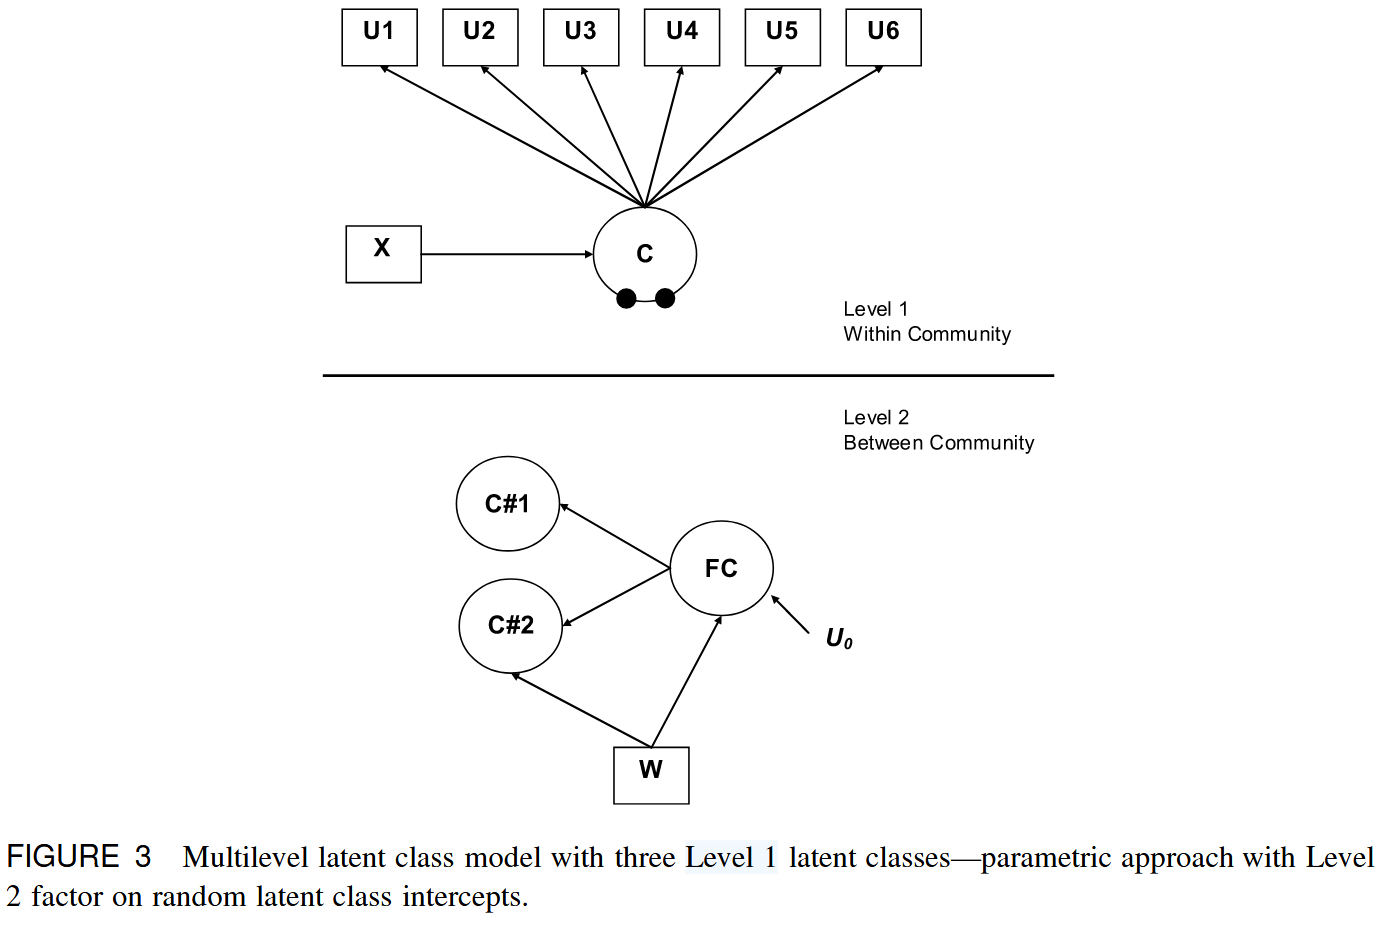 U1 U2 U3 U4 U5 U6
X
C
Level 1
Within Community
Level 2
Between Community
C#1
FC
C#2
U0
W
FIGURE 3 Multilevel latent class model with three Level 1 latent classes—parametric approach with Level
2 factor on random latent class intercepts.